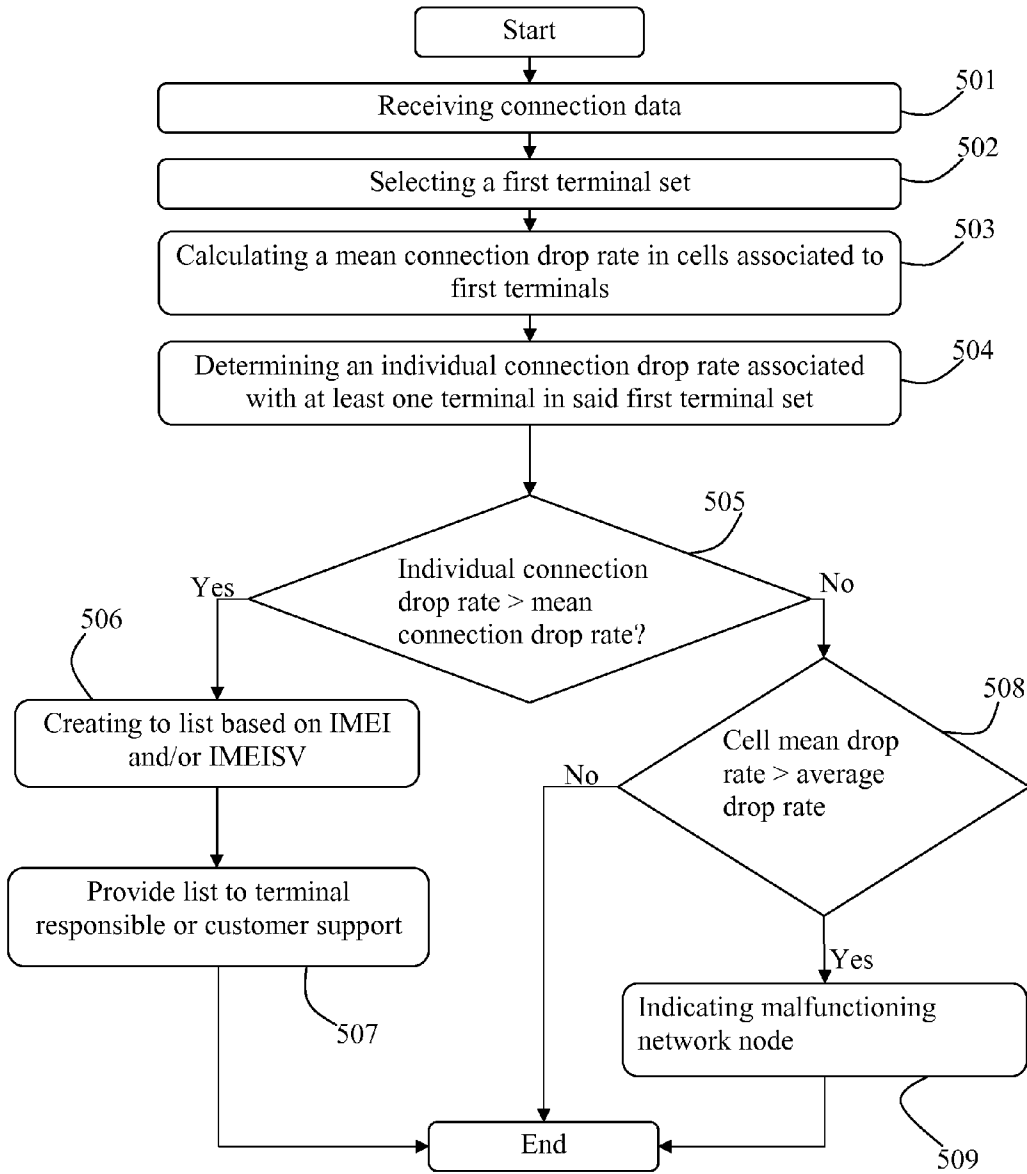 Start
501
Receiving connection data
502
Selecting a first terminal set
503
Calculating a mean connection drop rate in cells associated to
first terminals
504
Determining an individual connection drop rate associated
with at least one terminal in said first terminal set
505
Individual connection
drop rate > mean
connection drop rate?
Yes
No
506
Creating to list based on IMEI
and/or IMEISV
508
Cell mean drop
rate > average
drop rate
No
Provide list to terminal
responsible or customer support
507
Yes
Indicating malfunctioning
network node
509
End